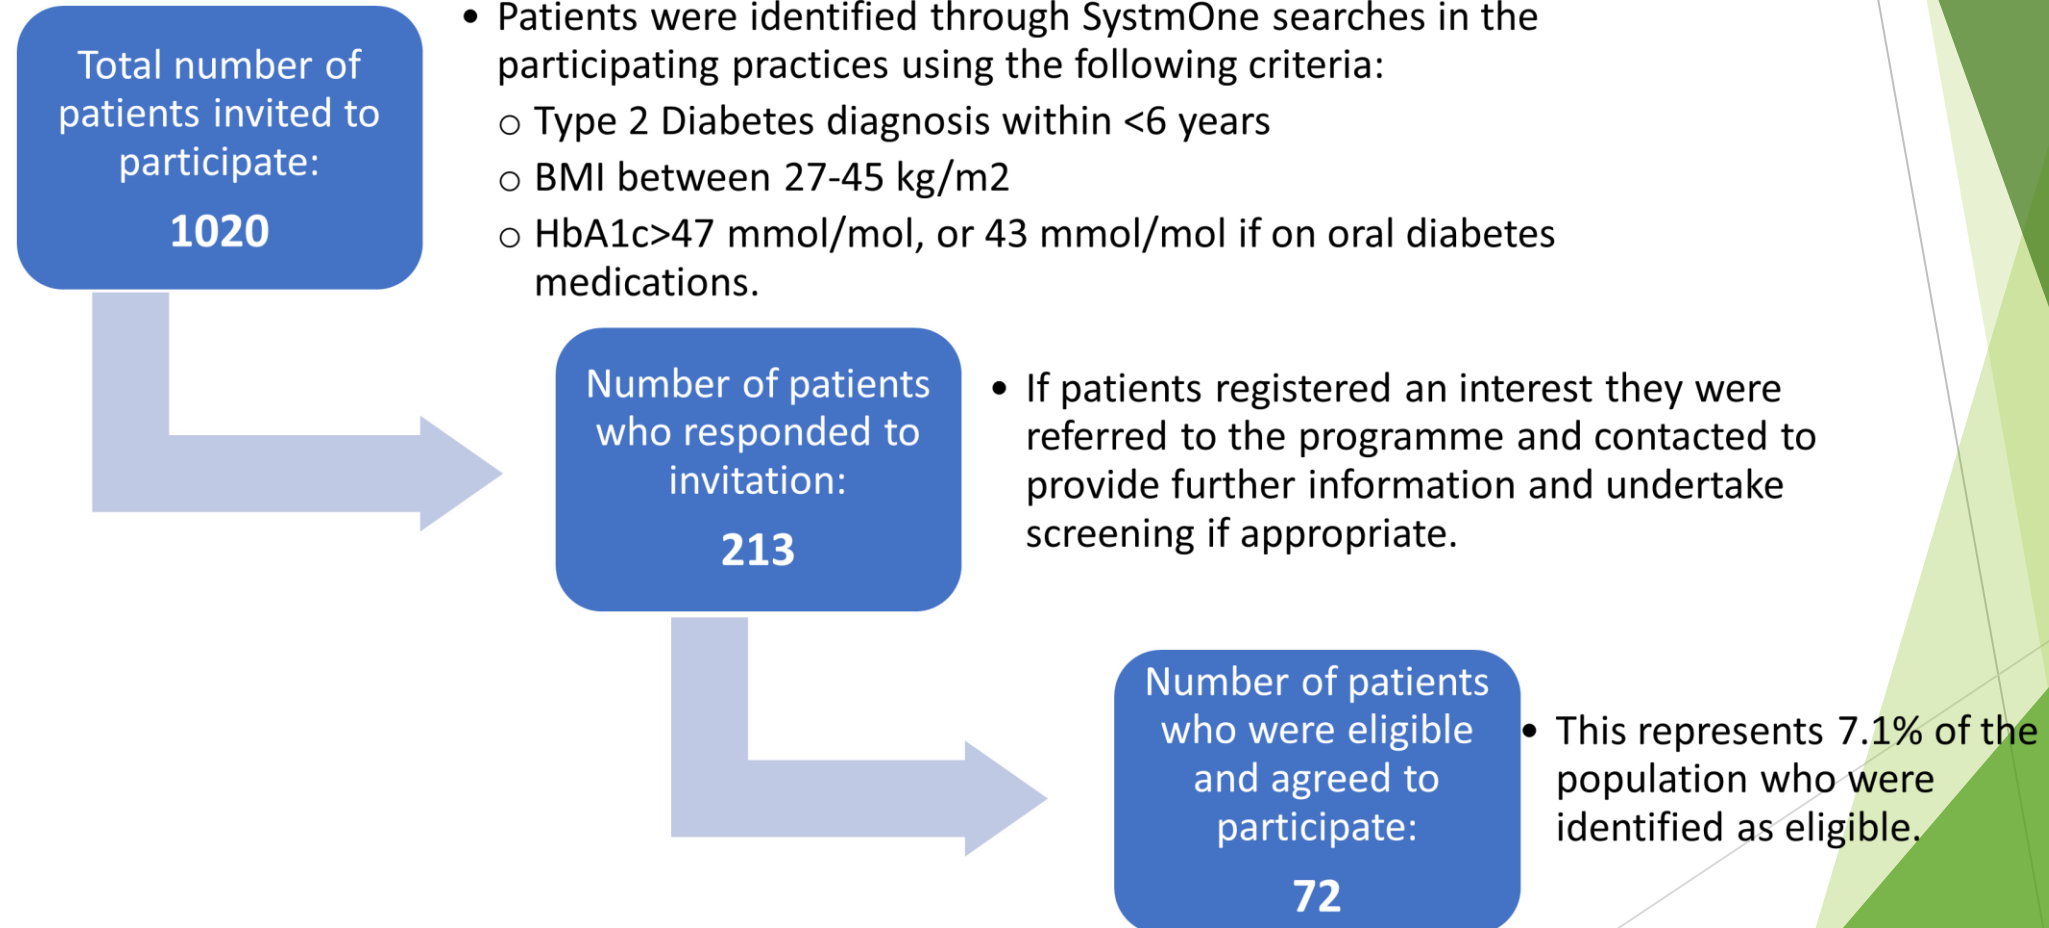 Total number of
patients invited to
participate:
1020
• Patients were identified through SystmOne searches in the
participating practices using the following criteria:
o Type 2 Diabetes diagnosis within <6 years
o BMI between 27-45 kg/m2
o HbA1c>47 mmol/mol, or 43 mmol/mol if on oral diabetes
medications.
Number of patients
who responded to
invitation:
213
• If patients registered an interest they were
referred to the programme and contacted to
provide further information and undertake
screening if appropriate.
Number of patients
who were eligible
and agreed to
participate:
72
• This represents 7.1% of the
population who were
identified as eligible.